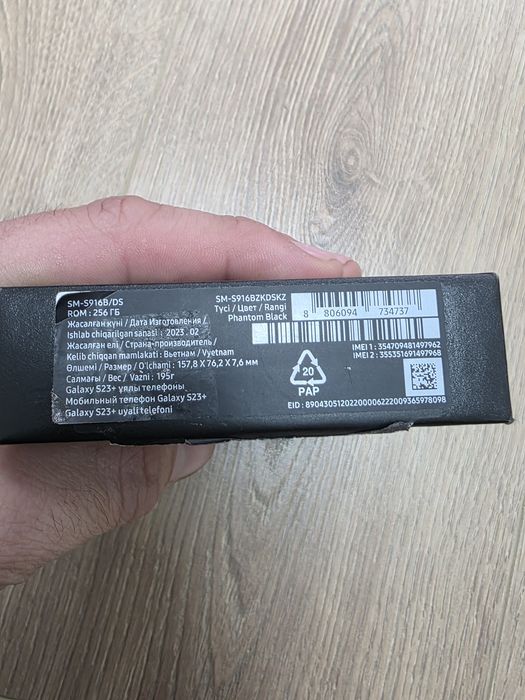 SM-S916B/DS
ROM : 256 ГБ
Жасалған күні / Дата Изготовления /
Ishlab chiqarilgan sanasi : 2023 . 02
Жасалған елі / Страна-производитель /
Kelib chiqqan mamlakati : Вьетнам / Vyetnam
Өлшемі / Размер / O'lchami : 157,8 X 76,2 X 7,6 мм
Салмағы / Вес / Vazni : 195г
Galaxy S23+ ұялы телефоны
Мобильный телефон Galaxy S23+
Galaxy S23+ uyali telefoni
SM-S916BZKDSKZ
Түсі / Цвет / Rangi
Phantom Black
8 806094 734737
IMEI 1 : 354709481497962
IMEI 2 : 355351691497968
20
PAP
EID : 89043051202200006222009365978098